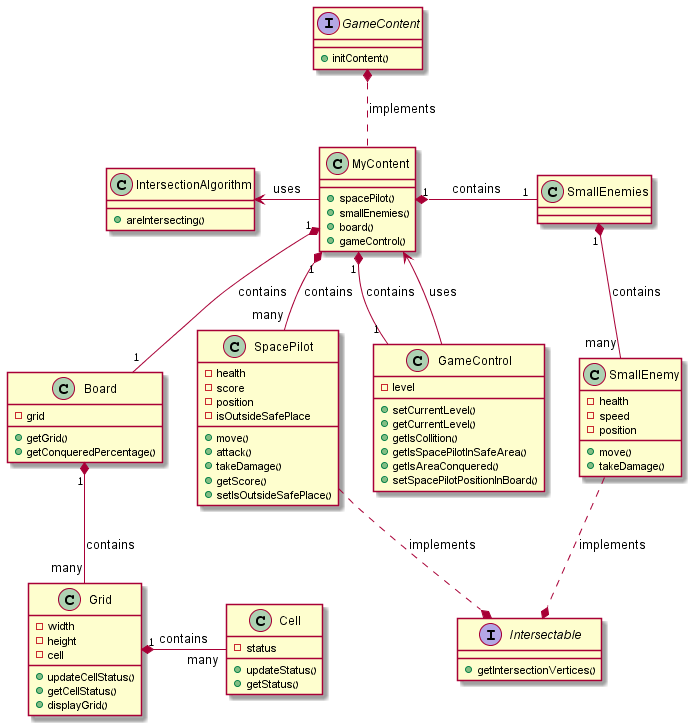 I GameContent
initContent()
implements
C MyContent
spacePilot()
smallEnemies()
board()
gameControl()
C IntersectionAlgorithm
areIntersecting()
uses
1 contains 1
C SmallEnemies
1
1
1
1
contains
contains
contains
uses
1
contains
many
1
1
many
C SpacePilot
health
score
position
isOutsideSafePlace
move()
attack()
takeDamage()
getScore()
setIsOutsideSafePlace()
C GameControl
level
setCurrentLevel()
getCurrentLevel()
getIsCollition()
getIsSpacePilotInSafeArea()
getIsAreaConquered()
setSpacePilotPositionInBoard()
C SmallEnemy
health
speed
position
move()
takeDamage()
C Board
grid
getGrid()
getConqueredPercentage()
1
contains
many
implements
implements
C Grid
width
height
cell
updateCellStatus()
getCellStatus()
displayGrid()
1 contains
many
C Cell
status
updateStatus()
getStatus()
I Intersectable
getIntersectionVertices()